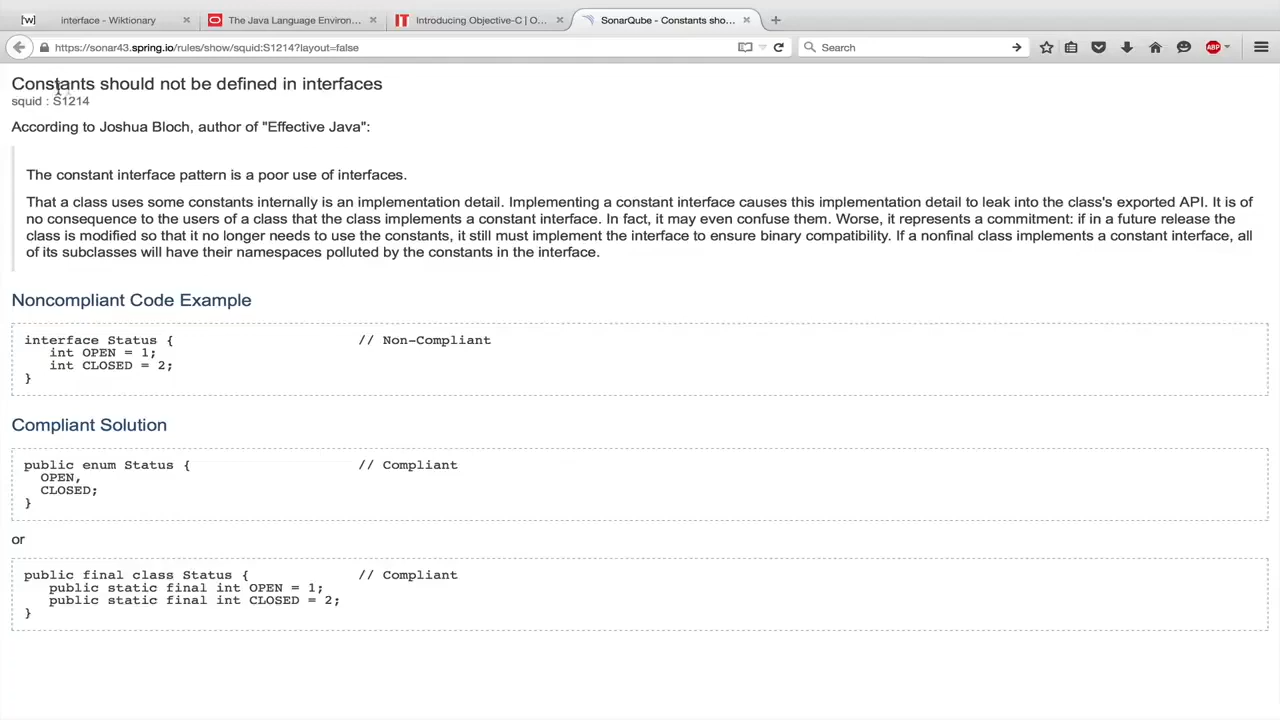 [w] interface - Wiktionary × The Java Language Environ... × IT Introducing Objective-C | O... × SonarQube - Constants sho... × +
https://sonar43.spring.io/rules/show/squid:S1214?layout=false Search ABP
Constants should not be defined in interfaces
squid : S1214
According to Joshua Bloch, author of "Effective Java":
The constant interface pattern is a poor use of interfaces.
That a class uses some constants internally is an implementation detail. Implementing a constant interface causes this implementation detail to leak into the class's exported API. It is of
no consequence to the users of a class that the class implements a constant interface. In fact, it may even confuse them. Worse, it represents a commitment: if in a future release the
class is modified so that it no longer needs to use the constants, it still must implement the interface to ensure binary compatibility. If a nonfinal class implements a constant interface, all
of its subclasses will have their namespaces polluted by the constants in the interface.
Noncompliant Code Example
interface Status { // Non-Compliant
int OPEN = 1;
int CLOSED = 2;
}
Compliant Solution
public enum Status { // Compliant
OPEN,
CLOSED;
}
or
public final class Status { // Compliant
public static final int OPEN = 1;
public static final int CLOSED = 2;
}